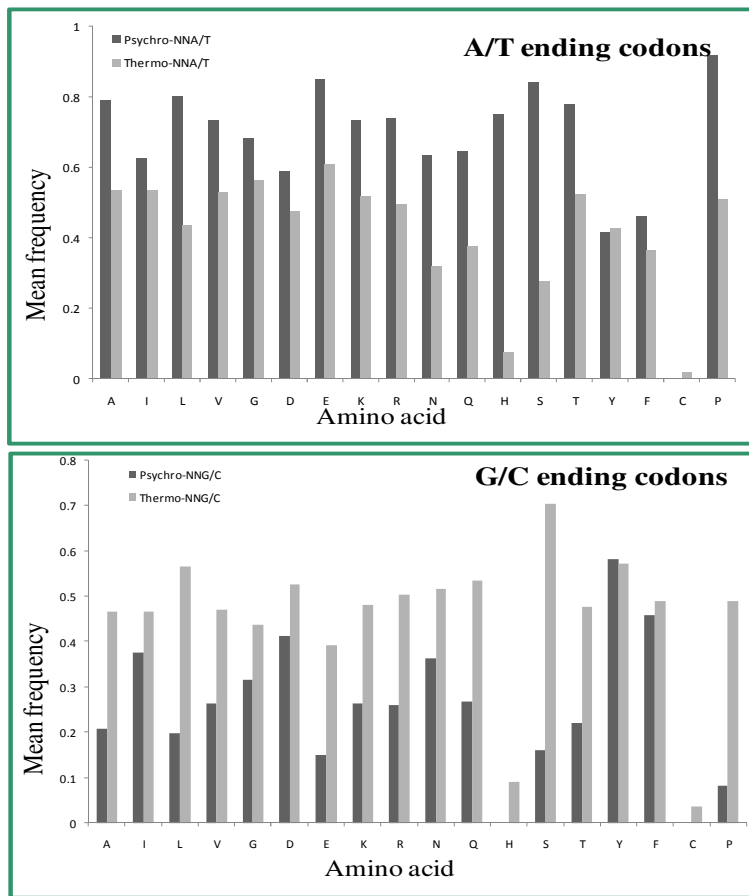 1
Psychro-NNA/T
A/T ending codons
Thermo-NNA/T
0.8
0.6
0.4
0.2
0
Mean frequency
A I L V G D E K R N Q H S T Y F C P
Amino acid
0.8
Psychro-NNG/C
G/C ending codons
0.7
Thermo-NNG/C
0.6
0.5
0.4
0.3
0.2
0.1
0
Mean frequency
A I L V G D E K R N Q H S T Y F C P
Amino acid